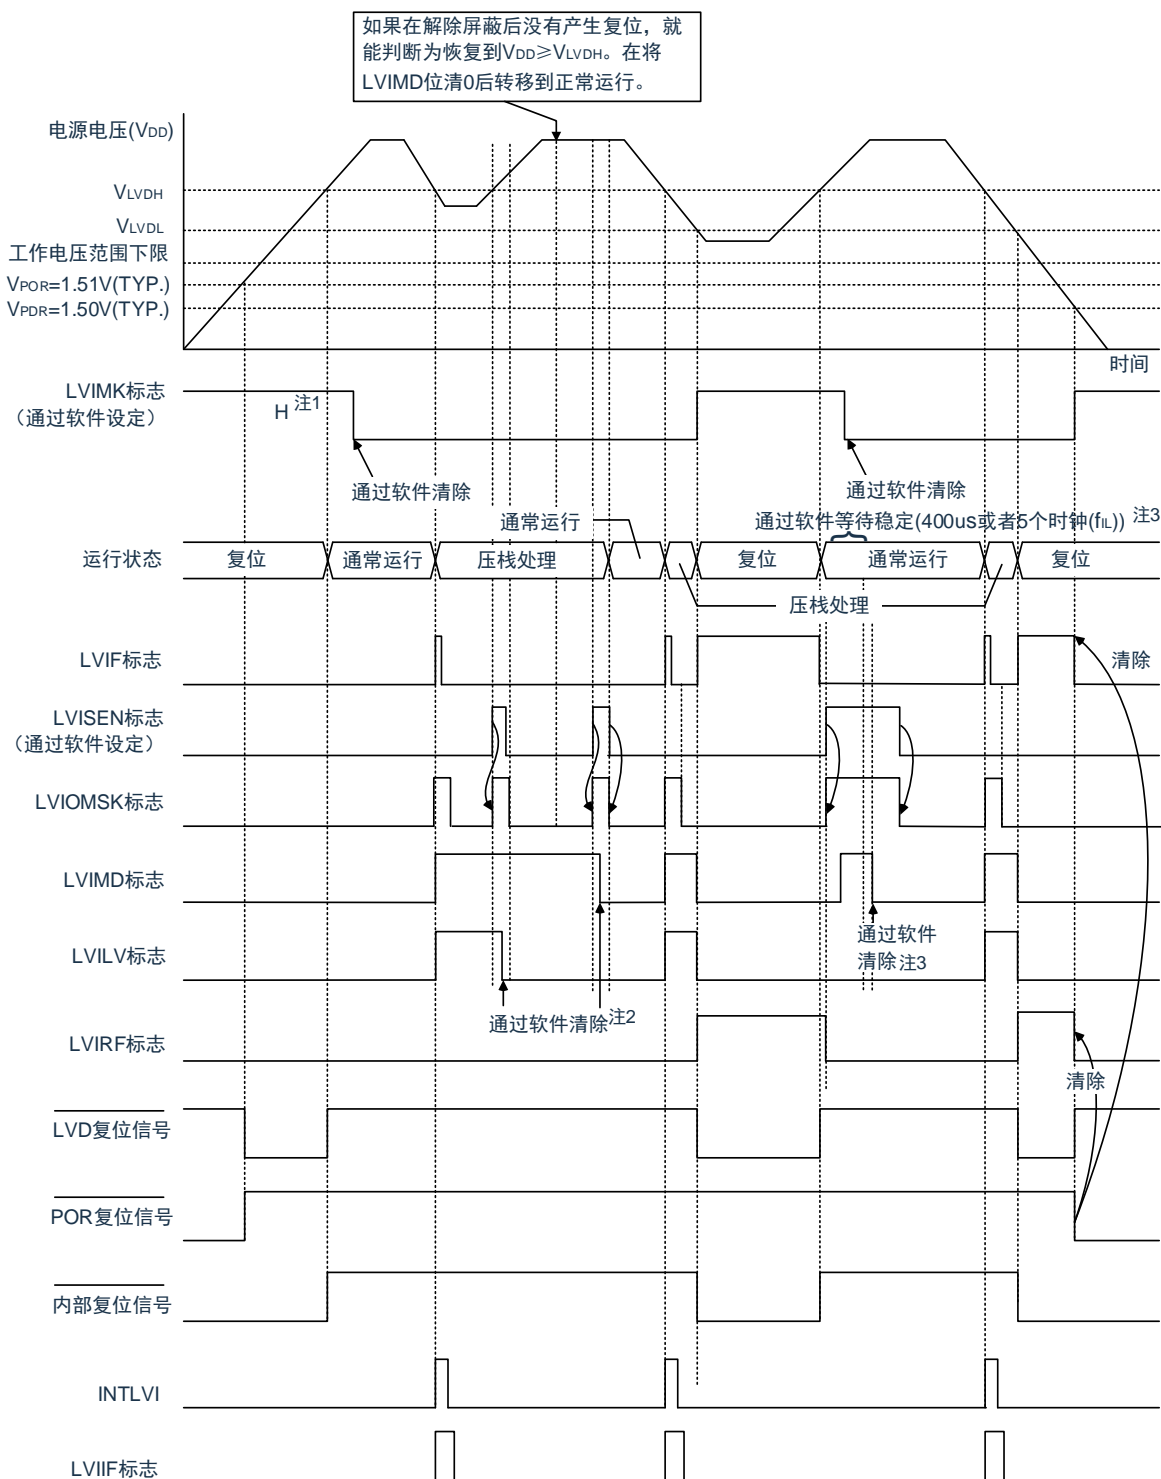 如果在解除屏蔽后没有产生复位，就
能判断为恢复到VDD≥VLVDH。在将
LVIMD位清0后转移到正常运行。
电源电压(VDD)
VLVDH
VLVDL
工作电压范围下限
VPOR=1.51V(TYP.)
VPDR=1.50V(TYP.)
时间
LVIMK标志
（通过软件设定）
H 注1
通过软件清除
通过软件清除
通常运行
通过软件等待稳定(400us或者5个时钟(fIL)) 注3
运行状态
复位
通常运行
压栈处理
复位
通常运行
复位
压栈处理
LVIF标志
清除
LVISEN标志
（通过软件设定）
LVIOMSK标志
LVIMD标志
通过软件
清除注3
LVILV标志
通过软件清除注2
LVIRF标志
清除
LVD复位信号
POR复位信号
内部复位信号
INTLVI
LVIIF标志